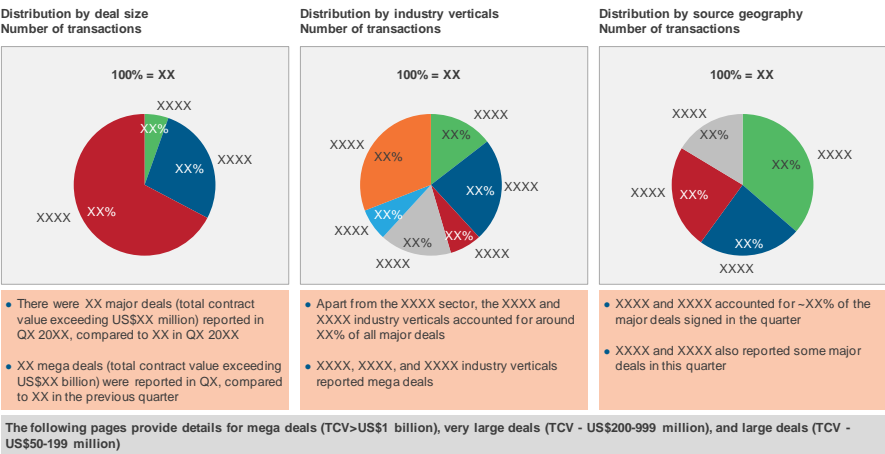 Distribution by deal size
Number of transactions
100% = XX
XXXX
XX%
XXXX
XX%
XXXX
XX%
● There were XX major deals (total contract
value exceeding US$XX million) reported in
QX 20XX, compared to XX in QX 20XX
● XX mega deals (total contract value exceeding
US$XX billion) were reported in QX, compared
to XX in the previous quarter
Distribution by industry verticals
Number of transactions
100% = XX
XXXX
XX%
XXXX
XX%
XXXX
XX%
XXXX
XX%
XXXX
XX%
XXXX
XX%
● Apart from the XXXX sector, the XXXX and
XXXX industry verticals accounted for around
XX% of all major deals
● XXXX, XXXX, and XXXX industry verticals
reported mega deals
Distribution by source geography
Number of transactions
100% = XX
XXXX
XX%
XXXX
XX%
XXXX
XX%
XXXX
XX%
● XXXX and XXXX accounted for ~XX% of the
major deals signed in the quarter
● XXXX and XXXX also reported some major
deals in this quarter
The following pages provide details for mega deals (TCV>US$1 billion), very large deals (TCV - US$200-999 million), and large deals (TCV -
US$50-199 million)